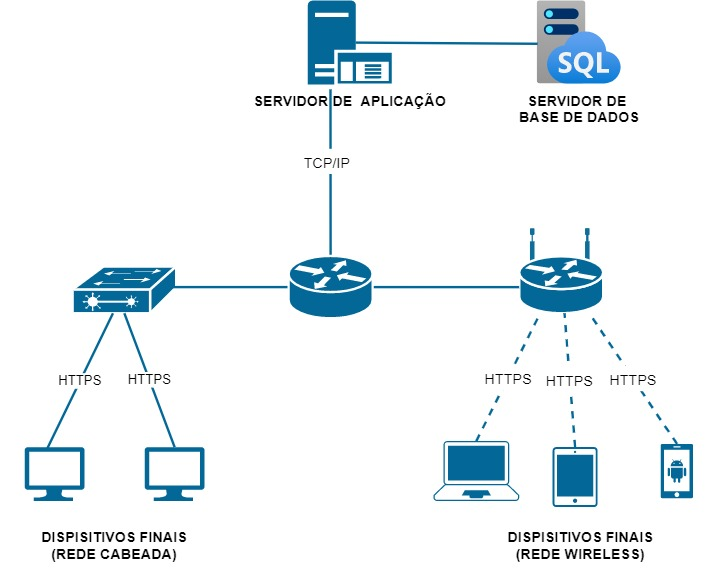 SQL
SERVIDOR DE APLICAÇÃO
SERVIDOR DE
BASE DE DADOS
TCP/IP
HTTPS
HTTPS
HTTPS
HTTPS
HTTPS
DISPISITIVOS FINAIS
(REDE CABEADA)
DISPISITIVOS FINAIS
(REDE WIRELESS)